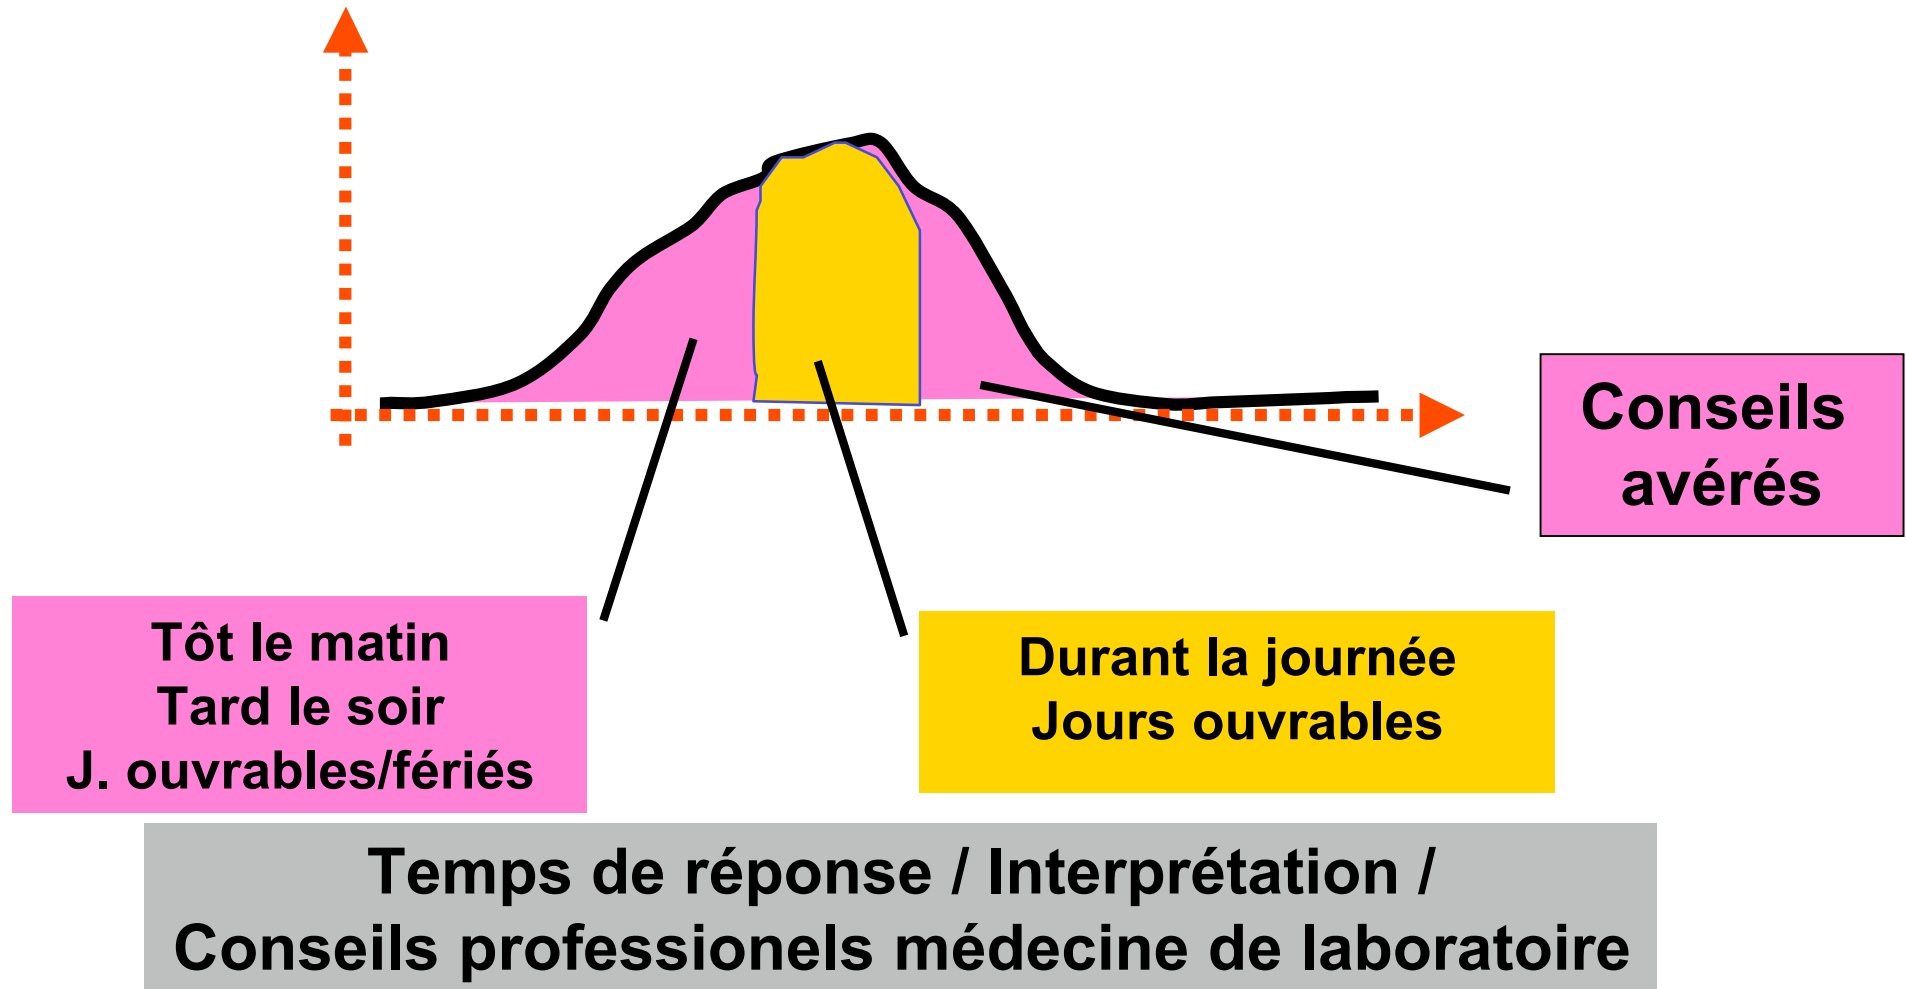 Conseils
avérés
Tôt le matin
Tard le soir
J. ouvrables/fériés
Durant la journée
Jours ouvrables
Temps de réponse / Interprétation /
Conseils professionels médecine de laboratoire